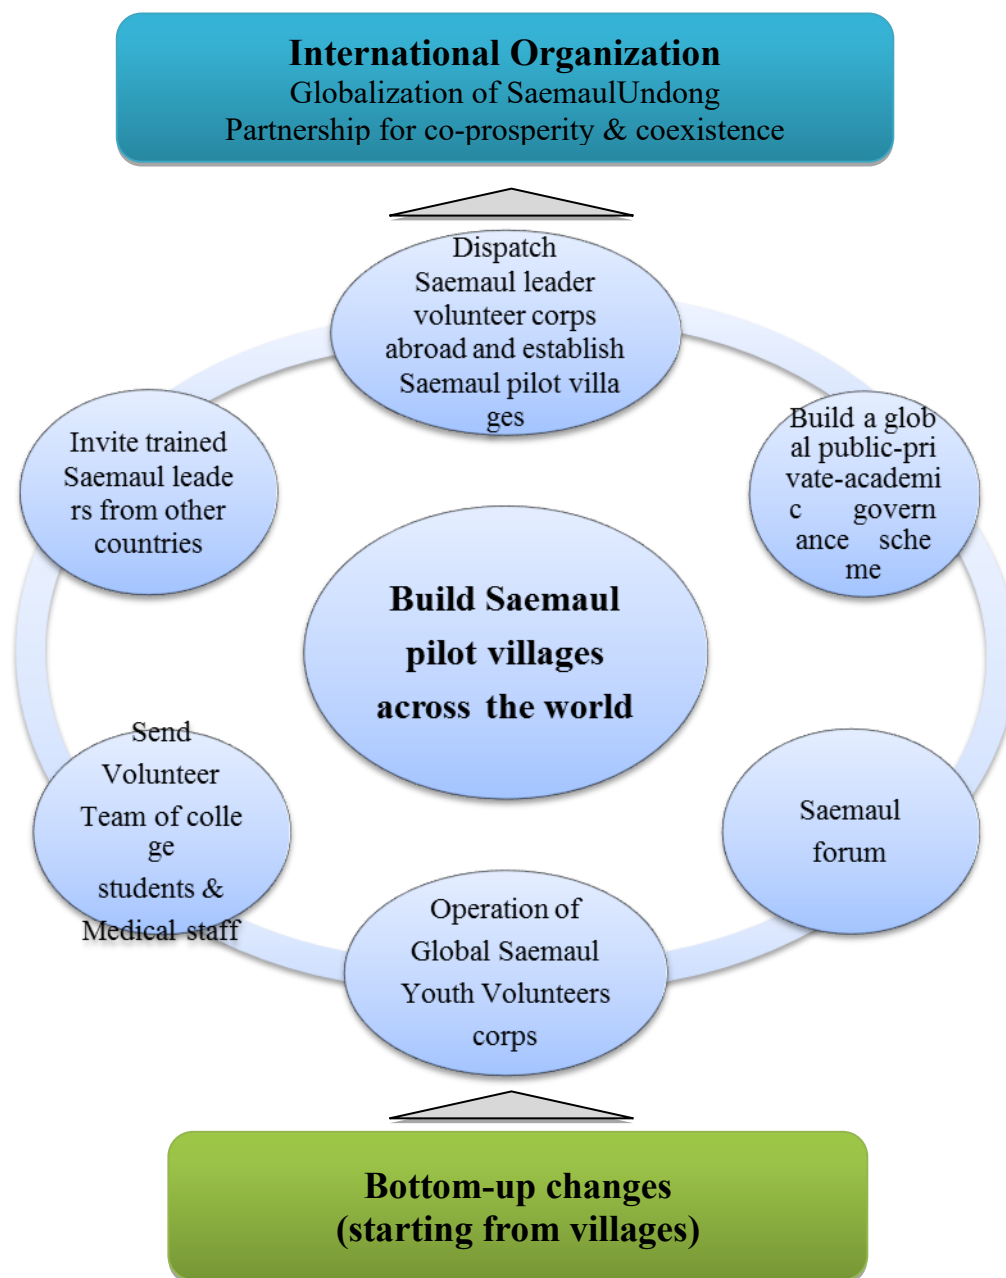 International Organization
Globalization of SaemaulUndong
Partnership for co-prosperity & coexistence
Dispatch
Saemaul leader
volunteer corps
abroad and establish
Saemaul pilot villa
ges
Build a glob
al public-pri
vate-academi
c govern
ance sche
me
Saemaul
forum
Operation of
Global Saemaul
Youth Volunteers
corps
Send
Volunteer
Team of colle
ge
students &
Medical staff
Invite trained
Saemaul leade
rs from other
countries
Build Saemaul
pilot villages
across the world
Bottom-up changes
(starting from villages)